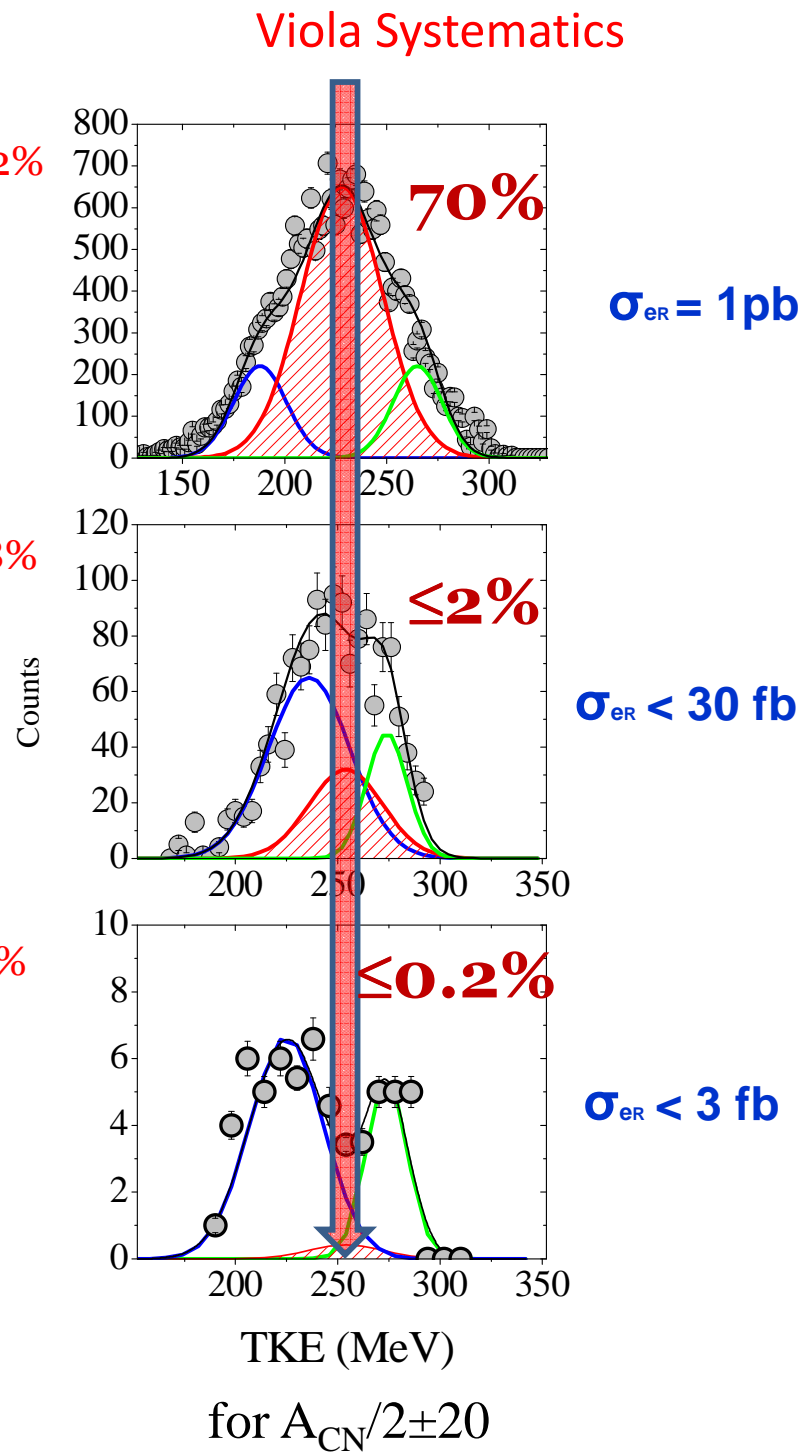 Viola Systematics
800
700
600
500
400
300
200
100
0
150 200 250 300
2%
70%
σeR = 1pb
120
100
80
60
40
20
0
200 250 300 350
%
≤2%
σeR < 30 fb
Counts
10
8
6
4
2
0
200 250 300 350
%
≤0.2%
σeR < 3 fb
TKE (MeV)
for ACN/2±20